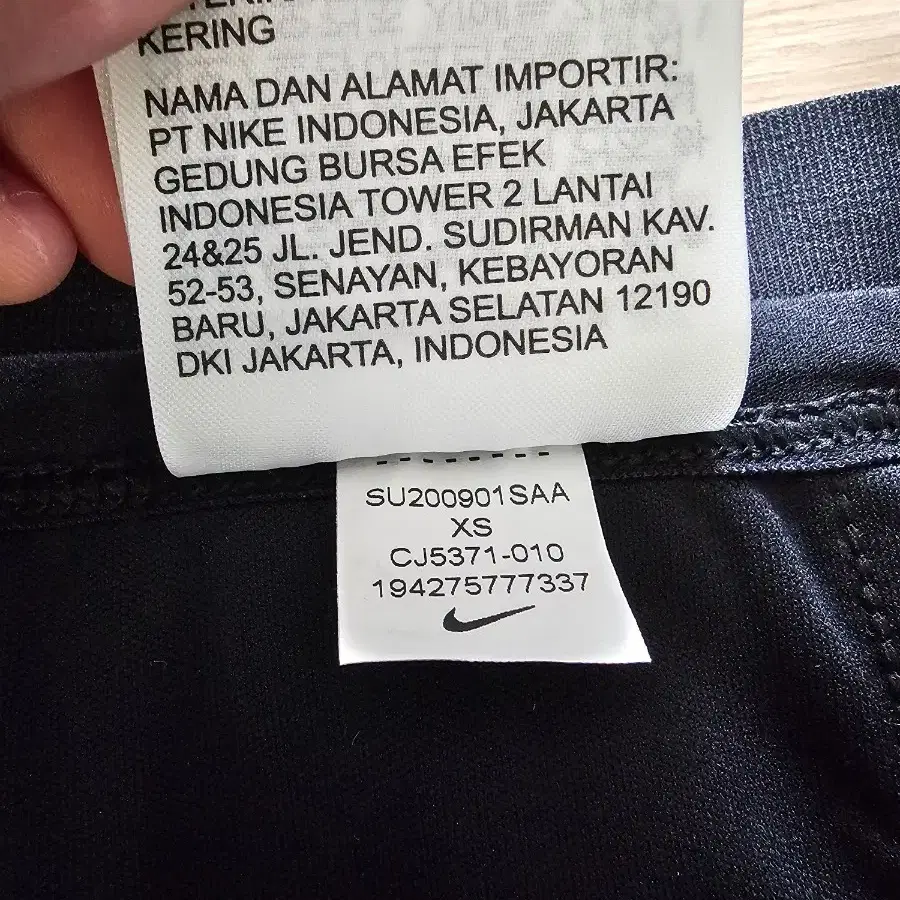 KERING
NAMA DAN ALAMAT IMPORTIR:
PT NIKE INDONESIA, JAKARTA
GEDUNG BURSA EFEK
INDONESIA TOWER 2 LANTAI
24&25 JL. JEND. SUDIRMAN KAV.
52-53, SENAYAN, KEBAYORAN
BARU, JAKARTA SELATAN 12190
DKI JAKARTA, INDONESIA
SU200901SAA
XS
CJ5371-010
194275777337